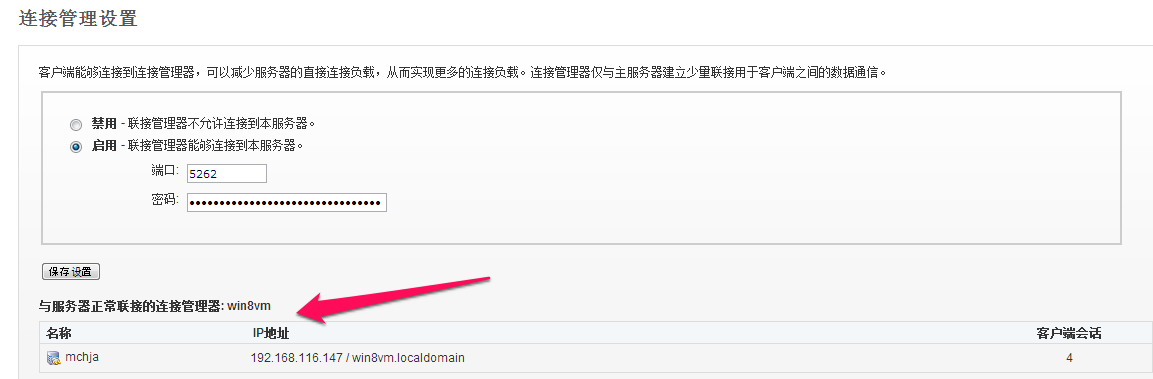 连接管理设置
客户端能够连接到连接管理器，可以减少服务器的直接连接负载，从而实现更多的连接负载。连接管理器仅与主服务器建立少量联接用于客户端之间的数据通信。
禁用 - 联接管理器不允许连接到本服务器。
启用 - 联接管理器能够连接到本服务器。
端口: 5262
密码: ●●●●●●●●●●●●●●●●●●●●●●●●●●●●●●●●
保存设置
与服务器正常联接的连接管理器: win8vm
名称 IP地址 客户端会话
mchja 192.168.116.147 / win8vm.localdomain 4